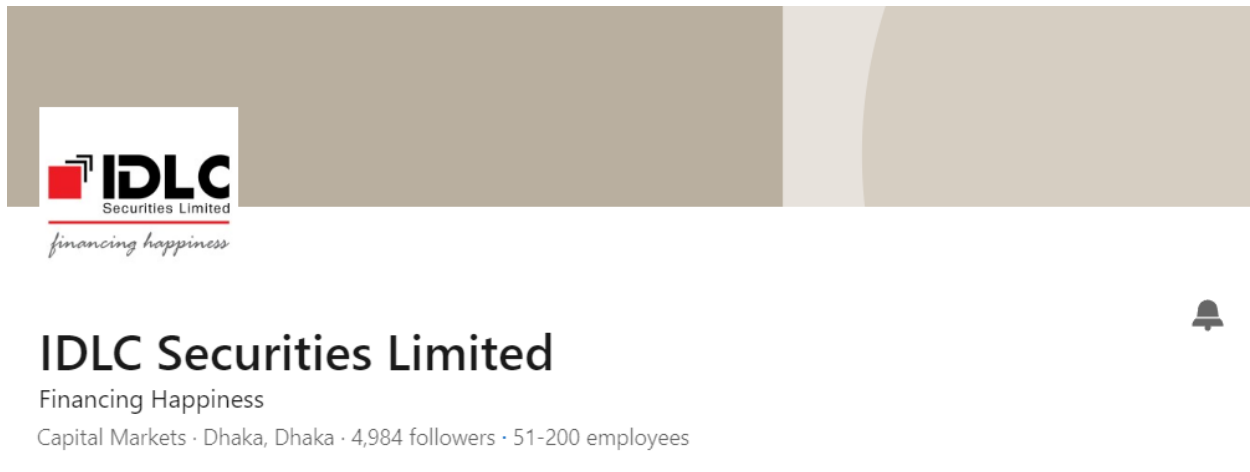 IDLC
Securities Limited
financing happiness
IDLC Securities Limited
Financing Happiness
Capital Markets · Dhaka, Dhaka · 4,984 followers · 51-200 employees